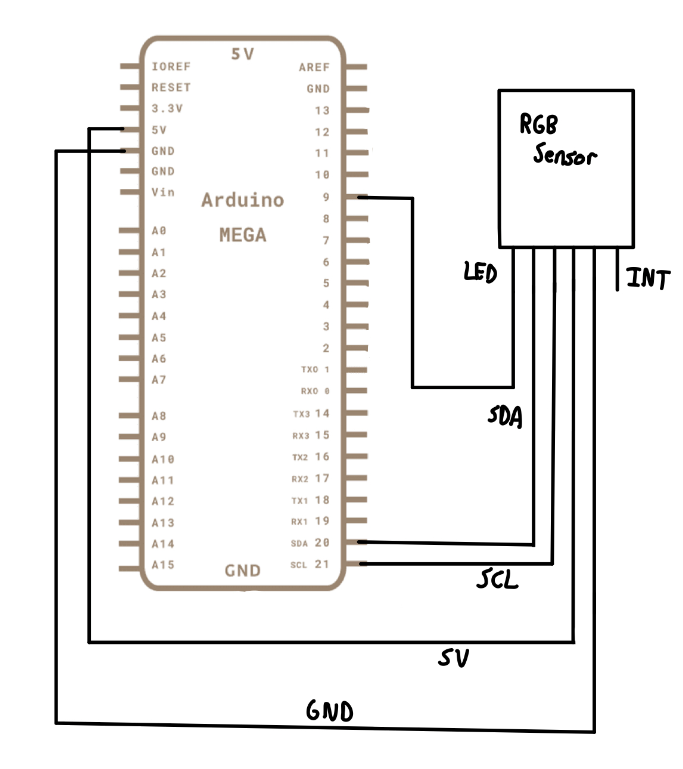 5V
IOREF
RESET
3.3V
5V
GND
GND
Vin
A0
A1
A2
A3
A4
A5
A6
A7
A8
A9
A10
A11
A12
A13
A14
A15
Arduino
MEGA
GND
AREF
GND
13
12
11
10
9
8
7
6
5
4
3
2
TX0 1
RX0 0
TX3 14
RX3 15
TX2 16
RX2 17
TX1 18
RX1 19
SDA 20
SCL 21
RGB
Sensor
LED
INT
SDA
SCL
5V
GND